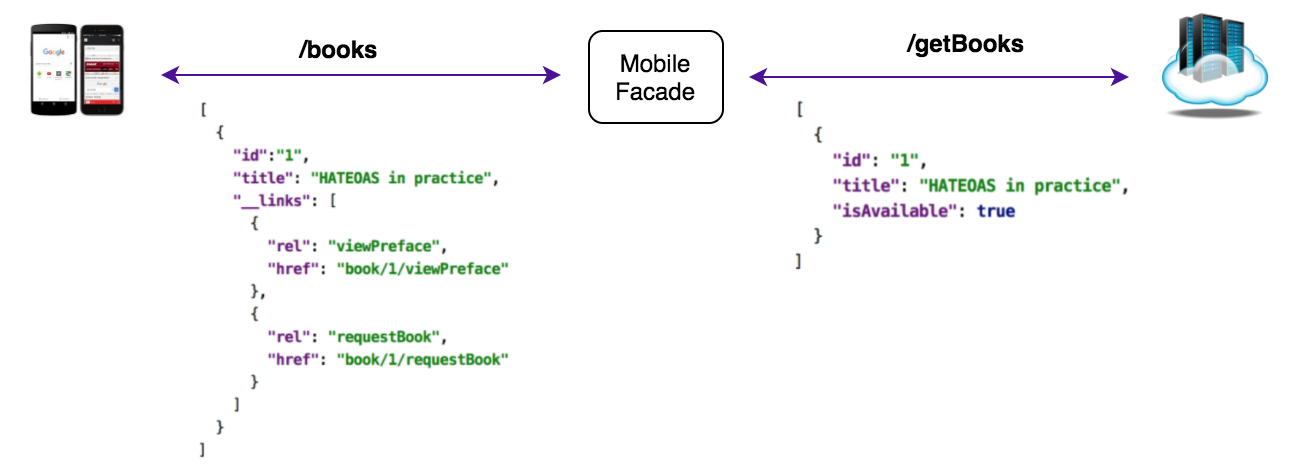 /books
[
  {
    "id":"1",
    "title": "HATEOAS in practice",
    "__links": [
      {
        "rel": "viewPreface",
        "href": "book/1/viewPreface"
      },
      {
        "rel": "requestBook",
        "href": "book/1/requestBook"
      }
    ]
  }
]
Mobile
Facade
/getBooks
[
  {
    "id": "1",
    "title": "HATEOAS in practice",
    "isAvailable": true
  }
]
Google